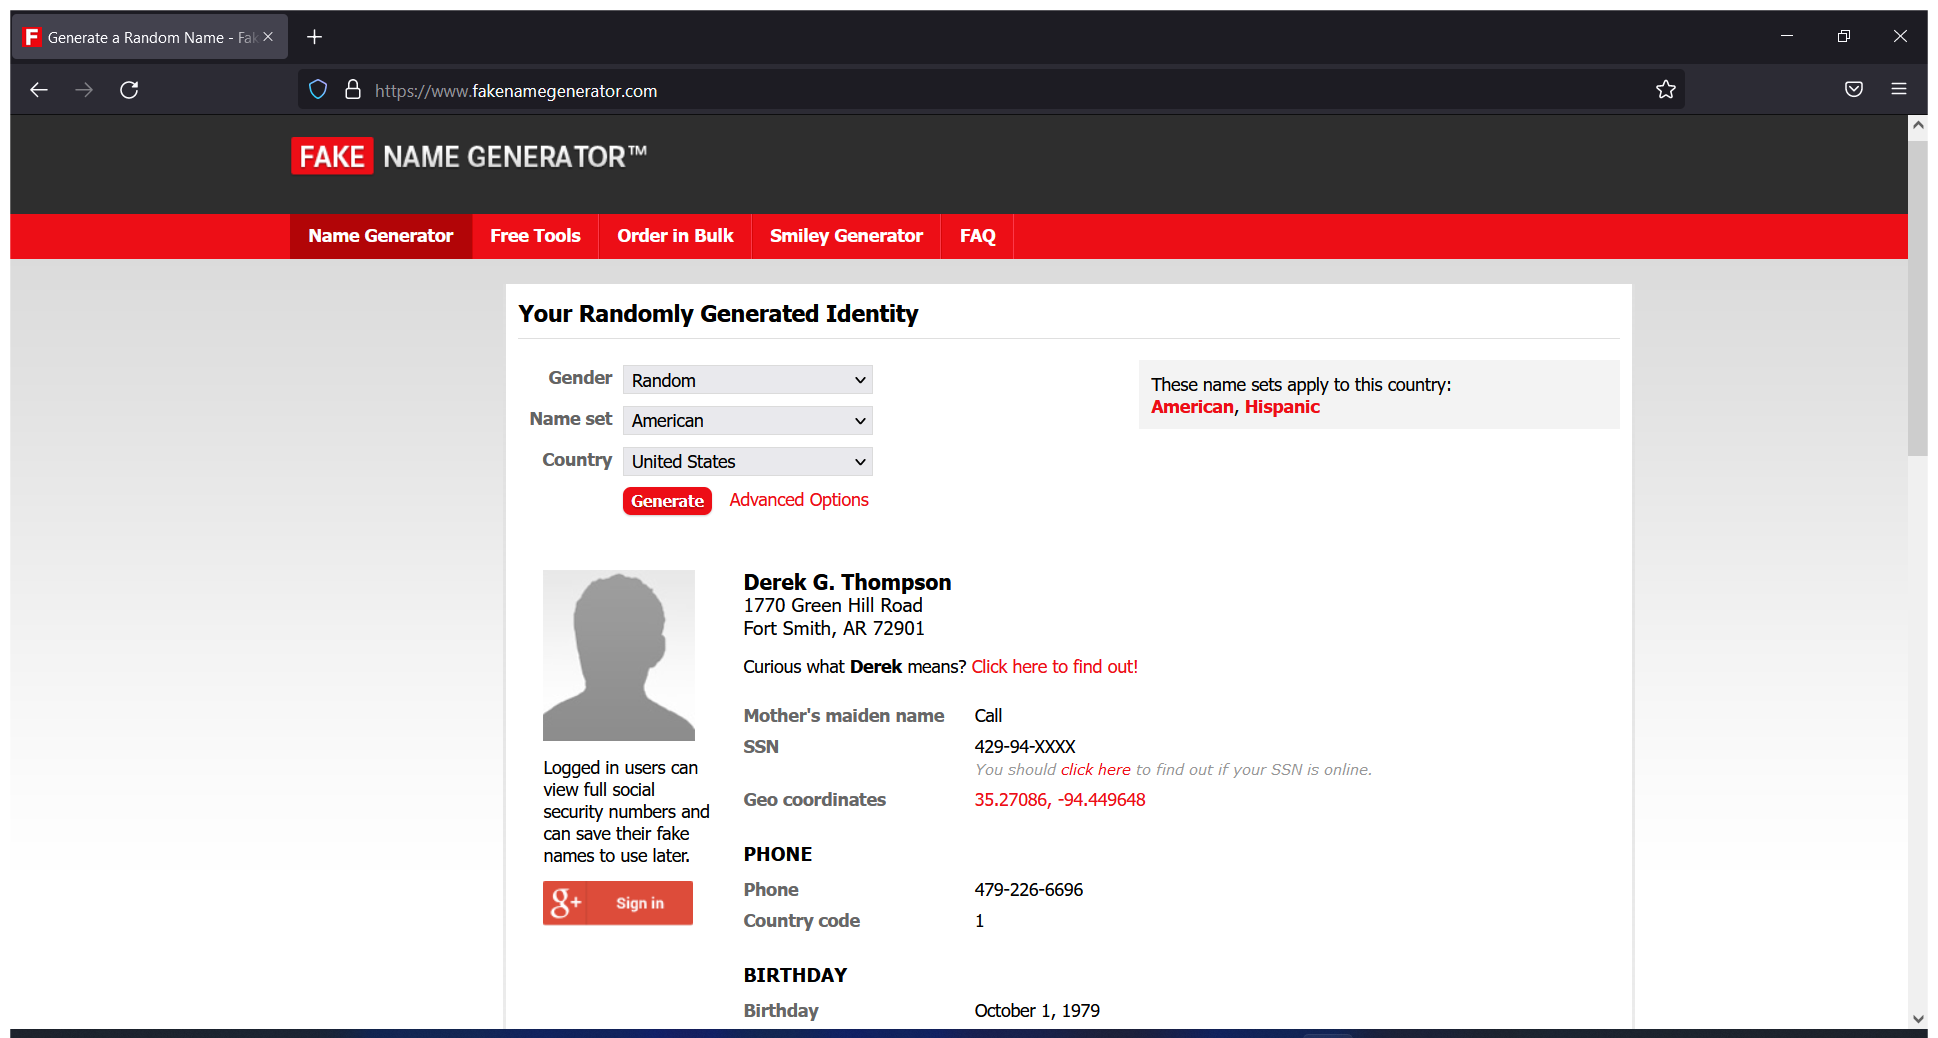 Generate a Random Name - Fak
https://www.fakenamegenerator.com
FAKE NAME GENERATOR™
Name Generator Free Tools Order in Bulk Smiley Generator FAQ
Your Randomly Generated Identity
Gender Random
Name set American
Country United States
Generate Advanced Options
These name sets apply to this country:
American, Hispanic
Derek G. Thompson
1770 Green Hill Road
Fort Smith, AR 72901
Curious what Derek means? Click here to find out!
Mother's maiden name Call
SSN 429-94-XXXX
You should click here to find out if your SSN is online.
Geo coordinates 35.27086, -94.449648
Logged in users can
view full social
security numbers and
can save their fake
names to use later.
g+ Sign in
PHONE
Phone 479-226-6696
Country code 1
BIRTHDAY
Birthday October 1, 1979